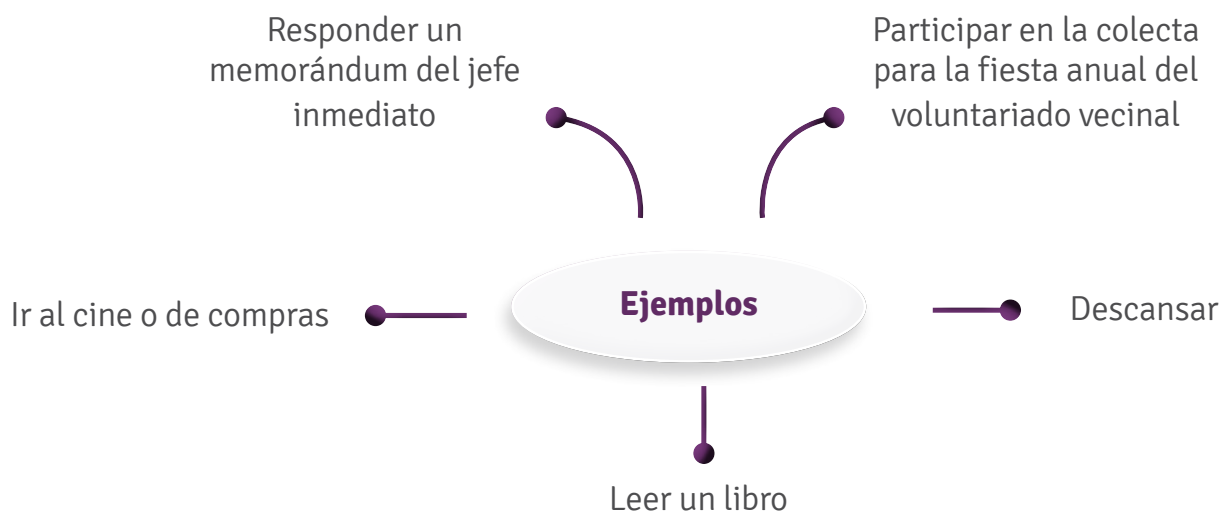 Responder un
memorándum del jefe
inmediato
Participar en la colecta
para la fiesta anual del
voluntariado vecinal
Ir al cine o de compras
Ejemplos
Descansar
Leer un libro